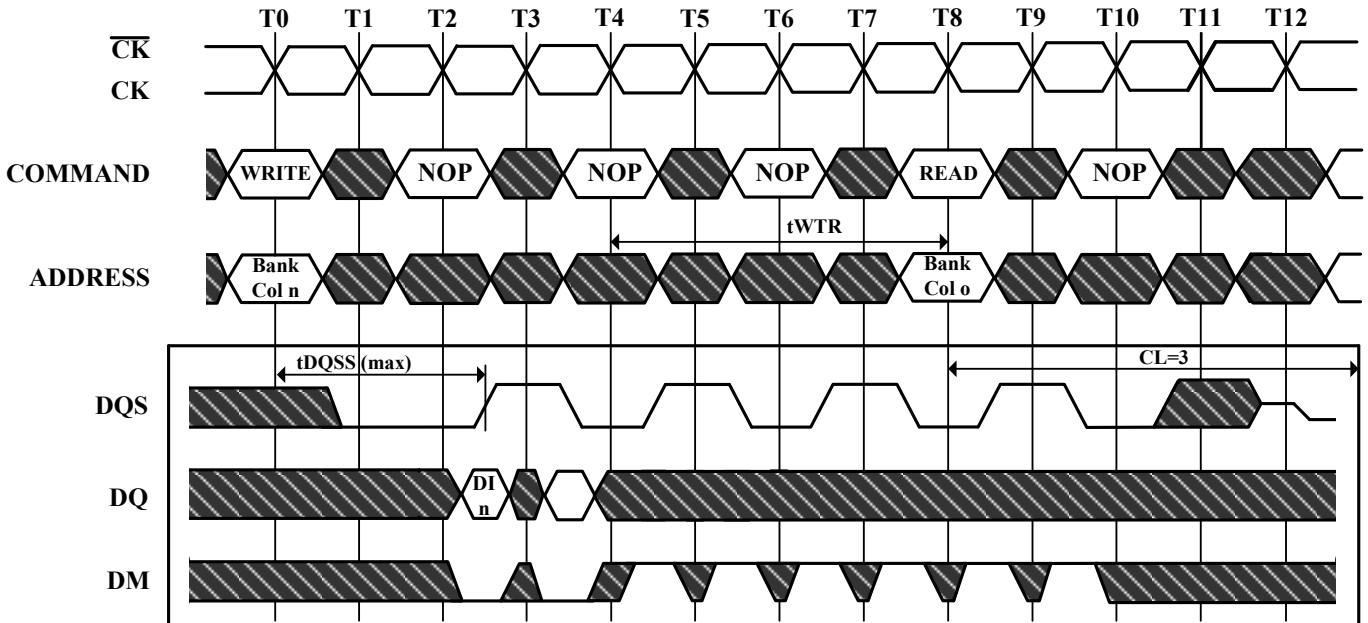 T0 T1 T2 T3 T4 T5 T6 T7 T8 T9 T10 T11 T12
CK
CK
COMMAND WRITE NOP NOP NOP READ NOP
tWTR
ADDRESS Bank Col n Bank Col o
tDQSS (max) CL=3
DQS
DQ DI n
DM